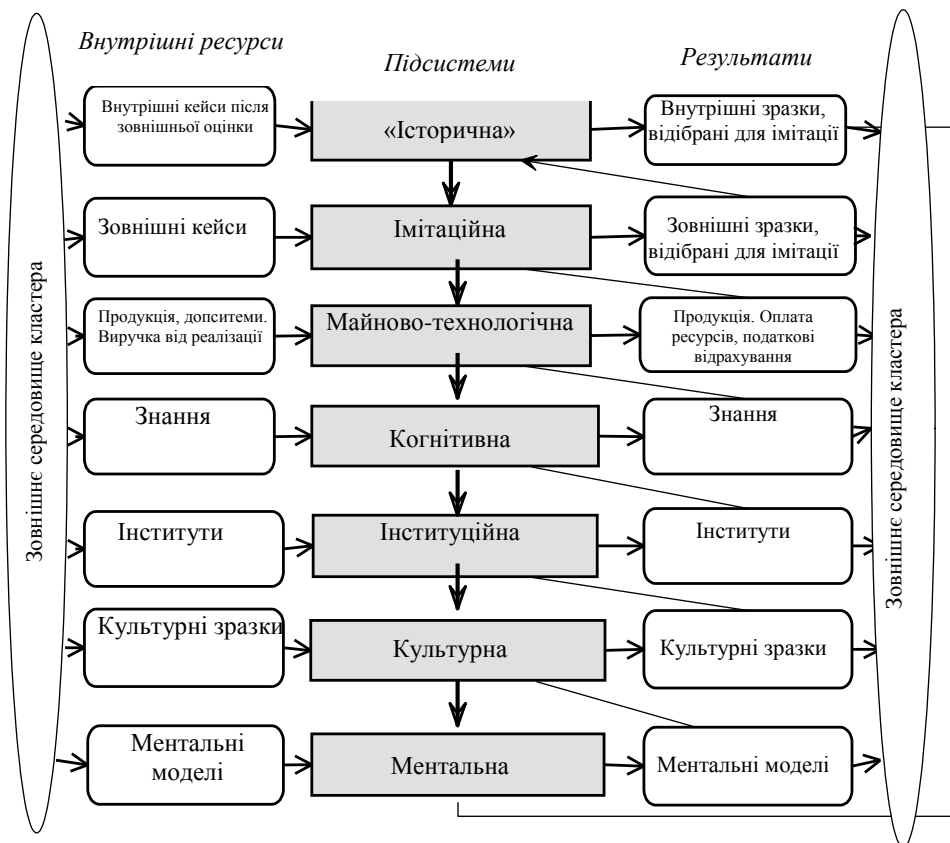 Внутрішні ресурси
Підсистеми
Результати
Внутрішні кейси після
зовнішньої оцінки
«Історична»
Внутрішні зразки,
відібрані для імітації
Зовнішні кейси
Імітаційна
Зовнішні зразки,
відібрані для імітації
Продукція, допситеми.
Виручка від реалізації
Майново-технологічна
Продукція. Оплата
ресурсів, податкові
відрахування
Знання
Когнітивна
Знання
Інститути
Інституційна
Інститути
Культурні зразки
Культурна
Культурні зразки
Ментальні
моделі
Ментальна
Ментальні моделі
Зовнішнє середовище кластера
Зовнішнє середовище кластера